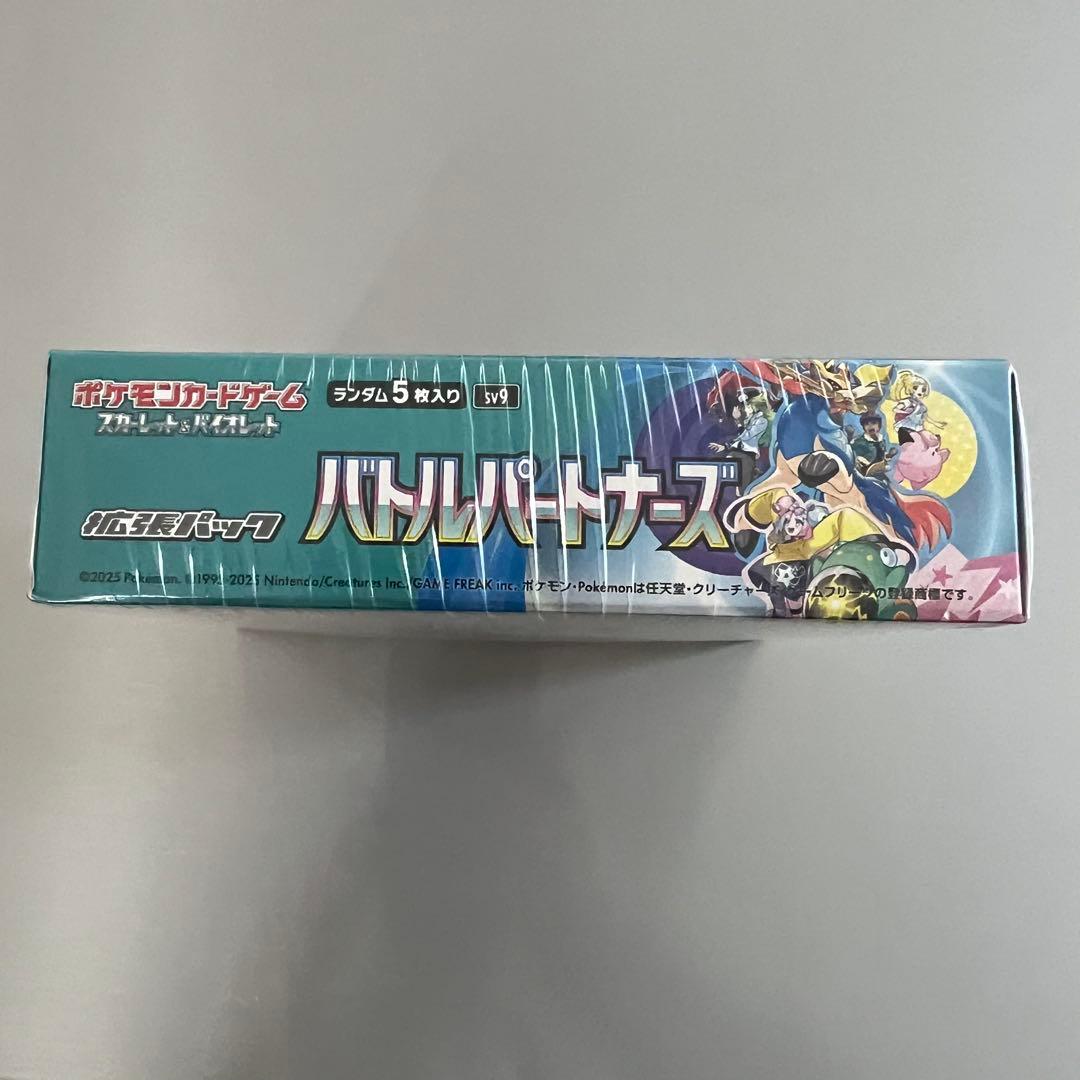 ポケモンカードゲーム
スカーレット&バイオレット
ランダム5枚入り
sv9
拡張パック
バトルパートナーズ
©2025 Pokémon. ©1995-2025 Nintendo/Creatures Inc./GAME FREAK inc. ポケモン・Pokémonは任天堂・クリーチャーズ・ゲームフリークの登録商標です。